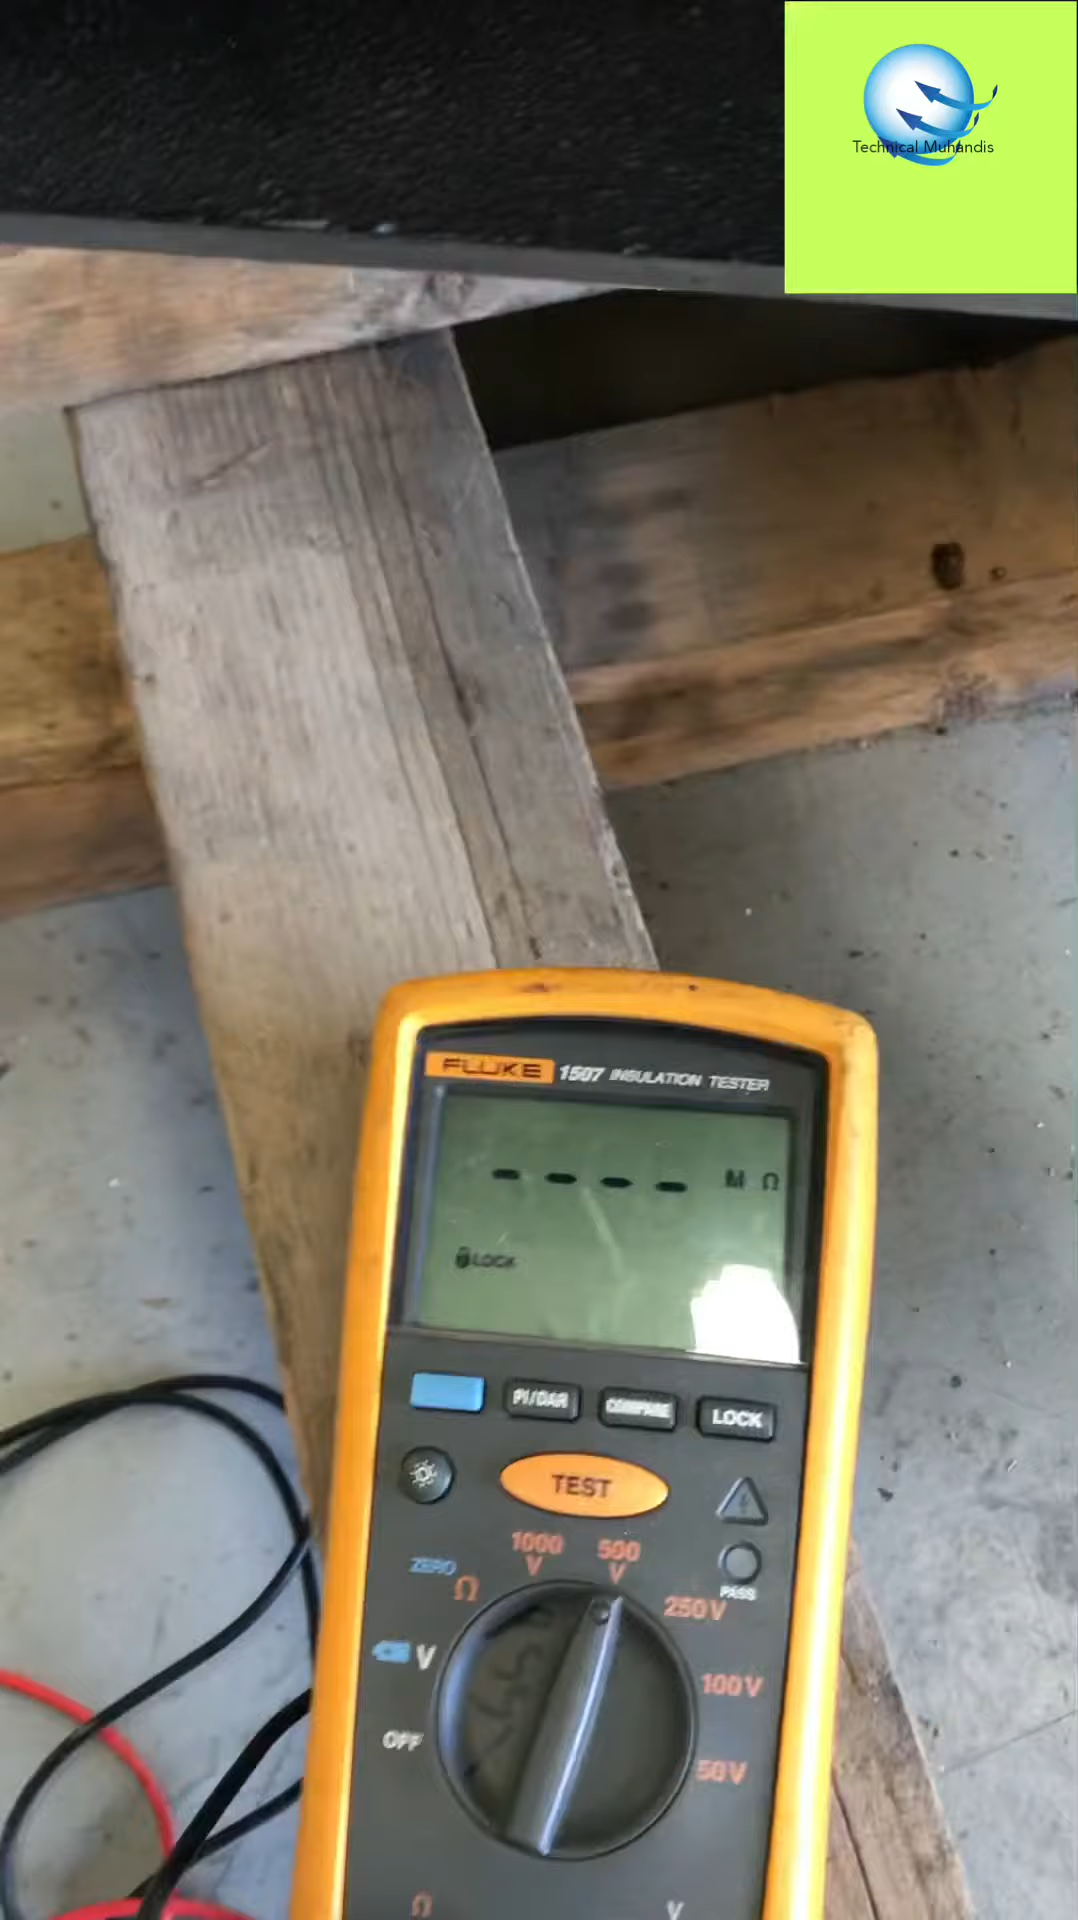 Technical Muhandis
FLUKE 1507 INSULATION TESTER
- - - - M Ω
LOCK
PI/DAR COMPARE LOCK
TEST
1000 V
500 V
ZERO Ω
250V
PASS
V
100V
OFF
50V
Ω
V